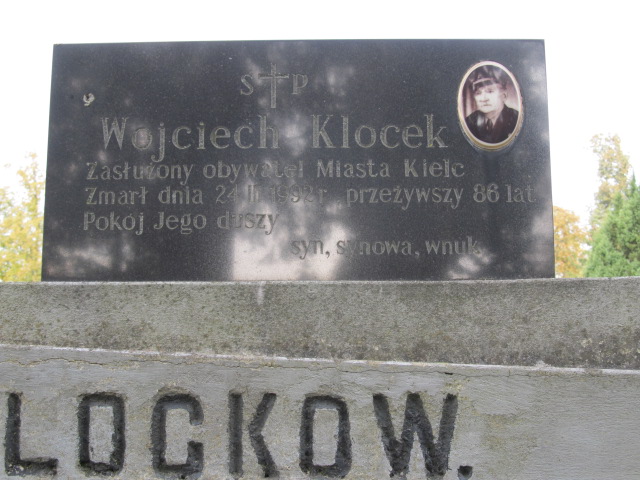 Ś † P
Wojciech Klocek
Zasłużony obywatel Miasta Kielc
Zmarł dnia 24 II 1992 r. przeżywszy 86 lat
Pokój Jego duszy
syn, synowa, wnuk.
LOCKOW.